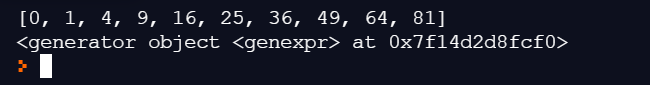 [0, 1, 4, 9, 16, 25, 36, 49, 64, 81]
<generator object <genexpr> at 0x7f14d2d8fcf0>
>